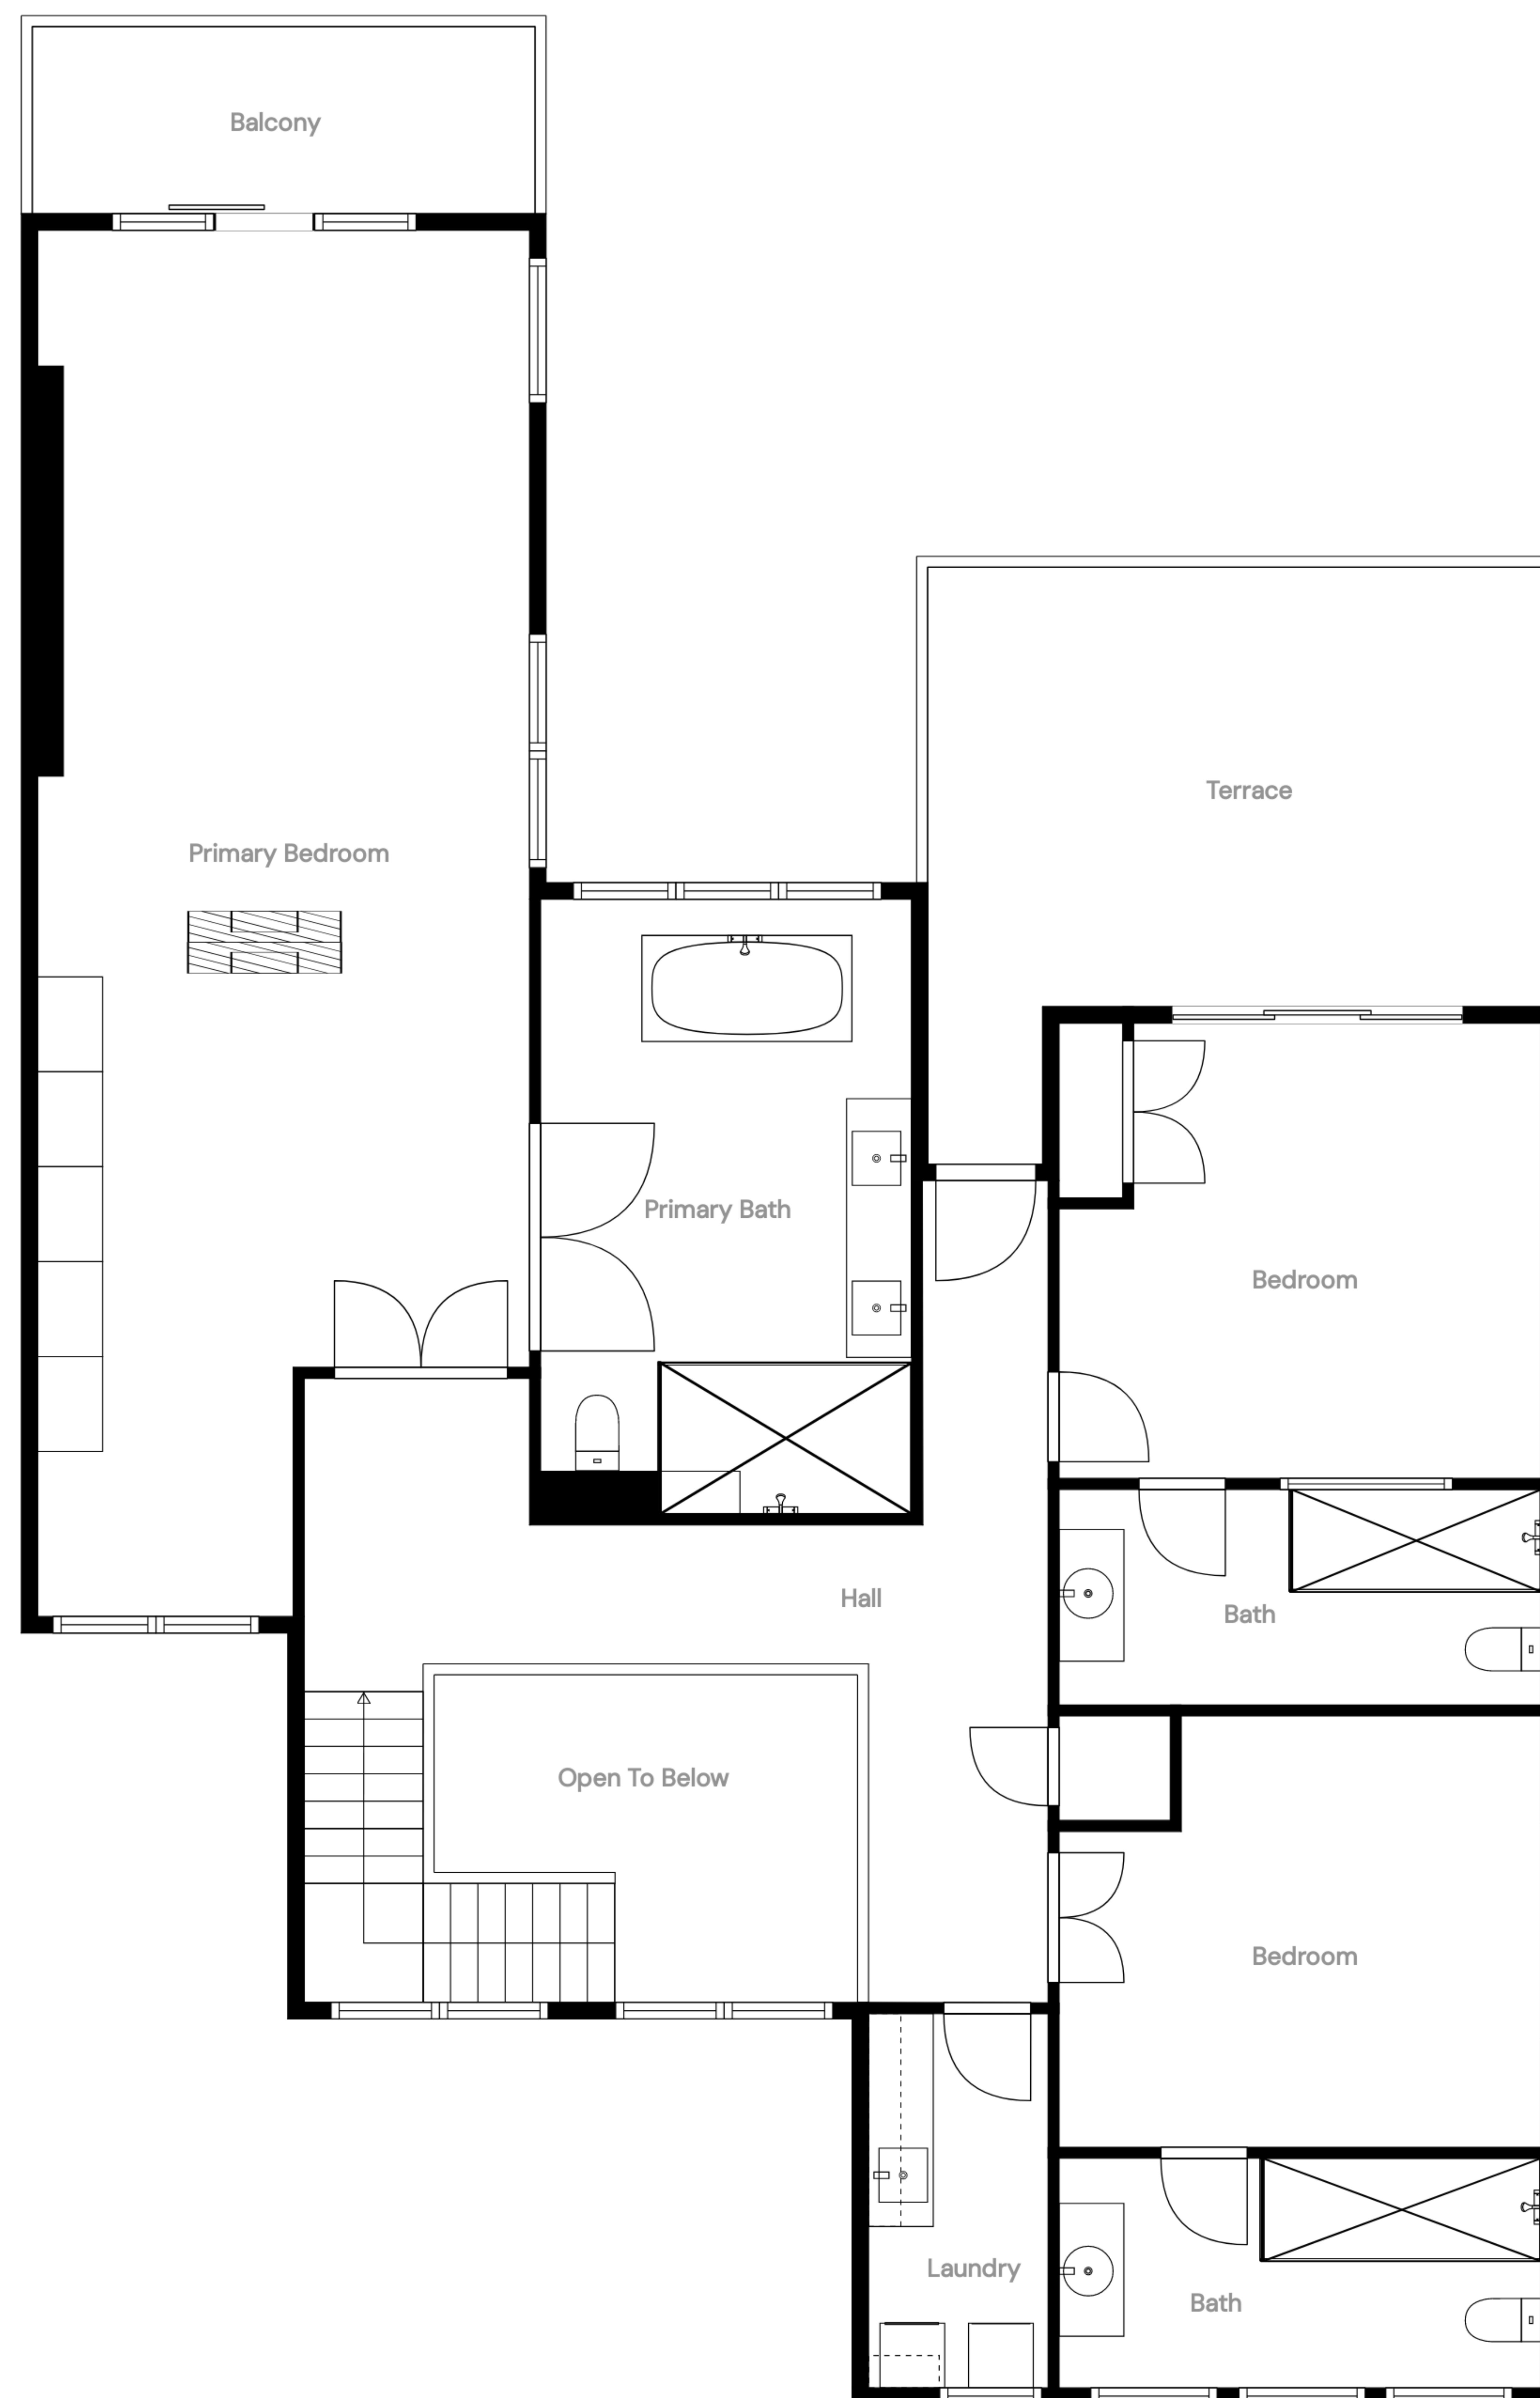 Balcony
Terrace
Primary Bedroom
Primary Bath
Bedroom
Hall
Bath
Open To Below
Bedroom
Laundry
Bath